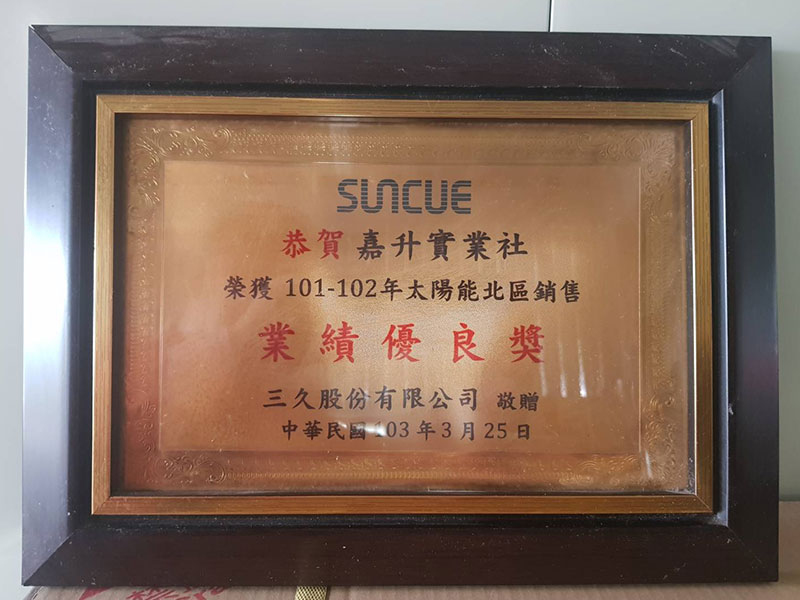 SUNCUE
恭賀 嘉升實業社
榮獲 101-102年太陽能北區銷售
業績優良獎
三久股份有限公司 敬贈
中華民國 103年3月25日